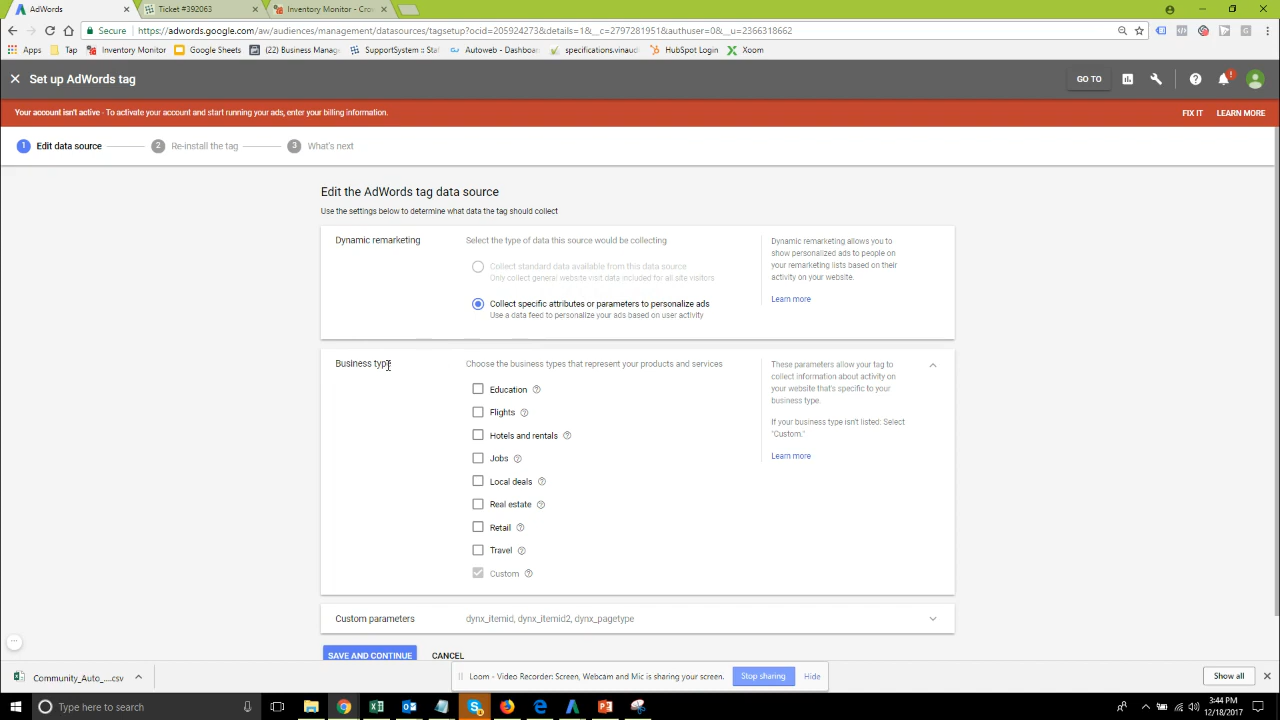 AdWords
Ticket #392063
Inventory Monitor - Cro
Secure
https://adwords.google.com/aw/audiences/management/datasources/tagsetup?ocid=205924273&details=1&__c=2797281951&authuser=0&__u=2366318662
Apps
Tap
Inventory Monitor
Google Sheets
(22) Business Manag
SupportSystem :: Sta
Autoweb - Dashboar
specificationvinaud
HubSpot Login
Xoom
Set up AdWords tag
GO TO
Your account isn't active - To activate your account and start running your ads, enter your billing information.
FIX IT
LEARN MORE
1 Edit data source
2 Re-install the tag
3 What's next
Edit the AdWords tag data source
Use the settings below to determine what data the tag should collect
Dynamic remarketing
Select the type of data this source would be collecting
Collect standard data available from this data source
Only collect general website visit data included for all site visitors
Collect specific attributes or parameters to personalize ads
Use a data feed to personalize your ads based on user activity
Dynamic remarketing allows you to
show personalized ads to people on
your remarketing lists based on their
activity on your website.
Learn more
Business type
Choose the business types that represent your products and services
Education
Flights
Hotels and rentals
Jobs
Local deals
Real estate
Retail
Travel
Custom
These parameters allow your tag to
collect information about activity on
your website that's specific to your
business type.
If your business type isn't listed: Select
"Custom."
Learn more
Custom parameters
dynx_itemid, dynx_itemid2, dynx_pagetype
SAVE AND CONTINUE
CANCEL
Community_Auto_....csv
Loom - Video Recorder: Screen, Webcam and Mic is sharing your screen.
Stop sharing
Hide
Show all
Type here to search
3:44 PM
12/18/2017